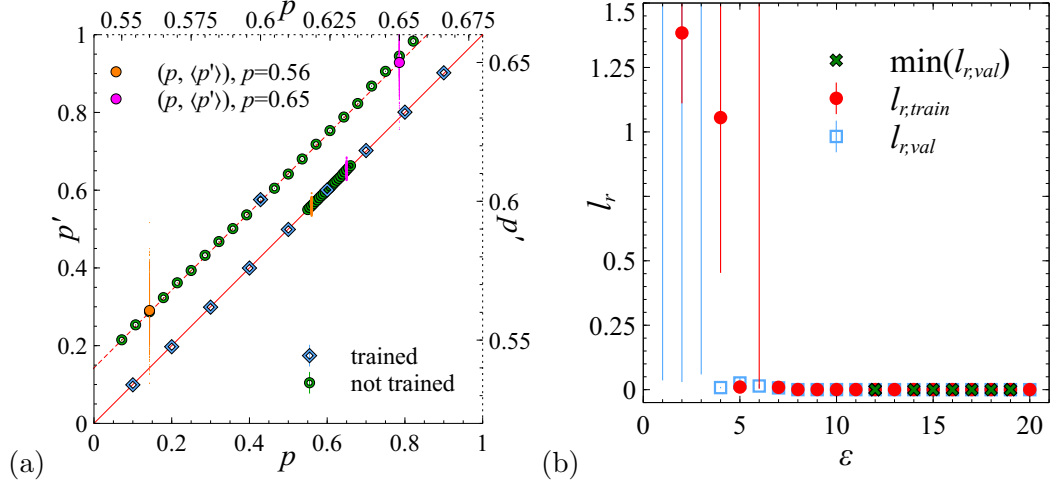 p
0.55 0.575 0.6 0.625 0.65 0.675
1
0.8
0.6
0.4
0.2
0
p'
(p, ⟨p'⟩), p=0.56
(p, ⟨p'⟩), p=0.65
0.65
0.6
0.55
p'
trained
not trained
0 0.2 0.4 0.6 0.8 1
p
(a)
1.5
1.25
1
0.75
0.5
0.25
0
l_r
min(l_{r,val})
l_{r,train}
l_{r,val}
0 5 10 15 20
ε
(b)